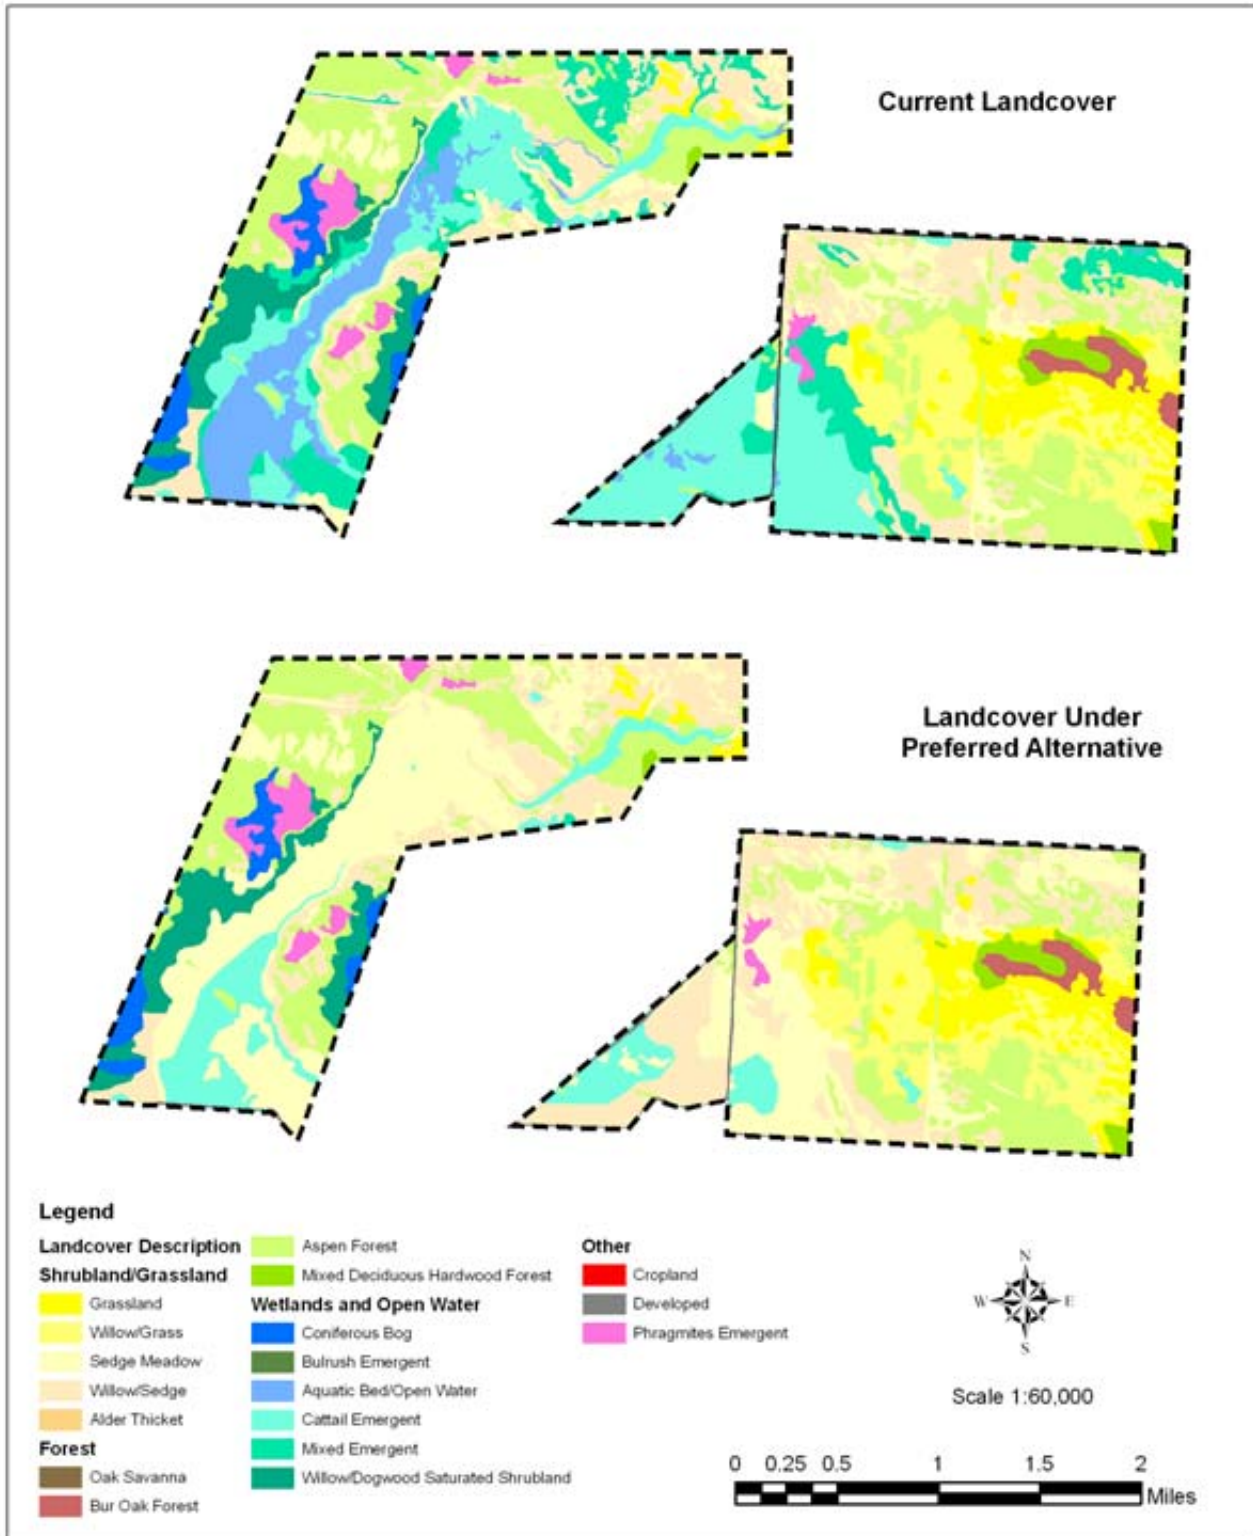 Current Landcover
Landcover Under
Preferred Alternative
Legend
Landcover Description
Shrubland/Grassland
Grassland
Willow/Grass
Sedge Meadow
Willow/Sedge
Alder Thicket
Forest
Oak Savanna
Bur Oak Forest
Aspen Forest
Mixed Deciduous Hardwood Forest
Wetlands and Open Water
Coniferous Bog
Bulrush Emergent
Aquatic Bed/Open Water
Cattail Emergent
Mixed Emergent
Willow/Dogwood Saturated Shrubland
Other
Cropland
Developed
Phragmites Emergent
N
W E
S
Scale 1:60,000
0 0.25 0.5 1 1.5 2
Miles